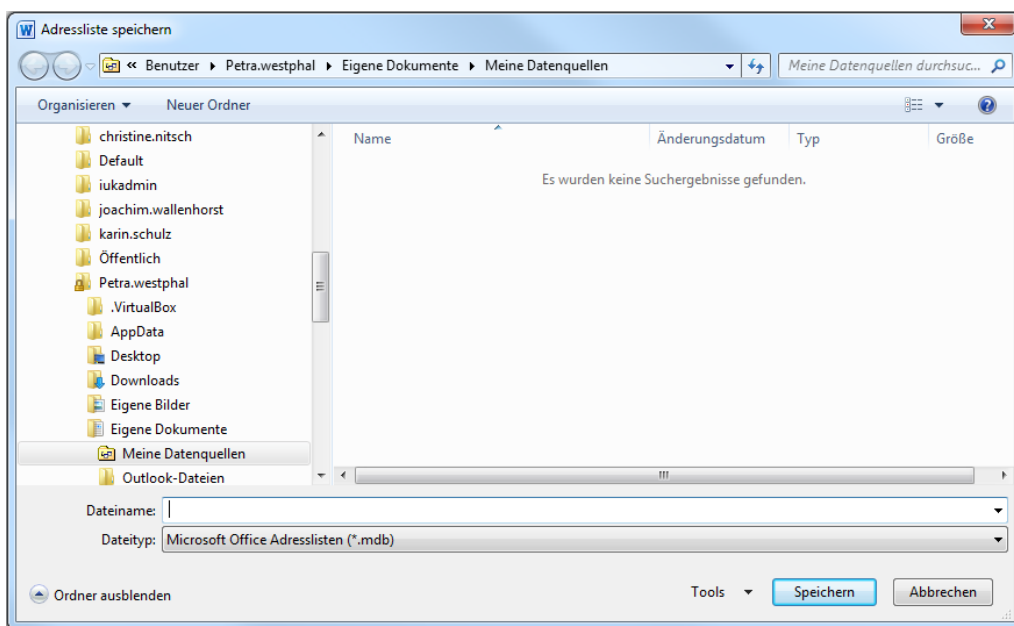 Adressliste speichern
« Benutzer ▸ Petra.westphal ▸ Eigene Dokumente ▸ Meine Datenquellen
Meine Datenquellen durchsuc...
Organisieren Neuer Ordner
christine.nitsch
Default
iukadmin
joachim.wallenhorst
karin.schulz
Öffentlich
Petra.westphal
.VirtualBox
AppData
Desktop
Downloads
Eigene Bilder
Eigene Dokumente
Meine Datenquellen
Outlook-Dateien
Name Änderungsdatum Typ Größe
Es wurden keine Suchergebnisse gefunden.
Dateiname:
Dateityp: Microsoft Office Adresslisten (*.mdb)
Ordner ausblenden Tools Speichern Abbrechen